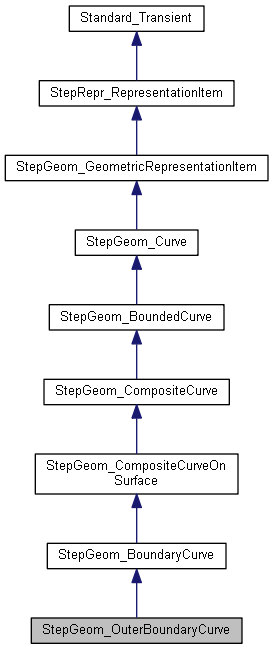 Standard_Transient
StepRepr_RepresentationItem
StepGeom_GeometricRepresentationItem
StepGeom_Curve
StepGeom_BoundedCurve
StepGeom_CompositeCurve
StepGeom_CompositeCurveOn
Surface
StepGeom_BoundaryCurve
StepGeom_OuterBoundaryCurve